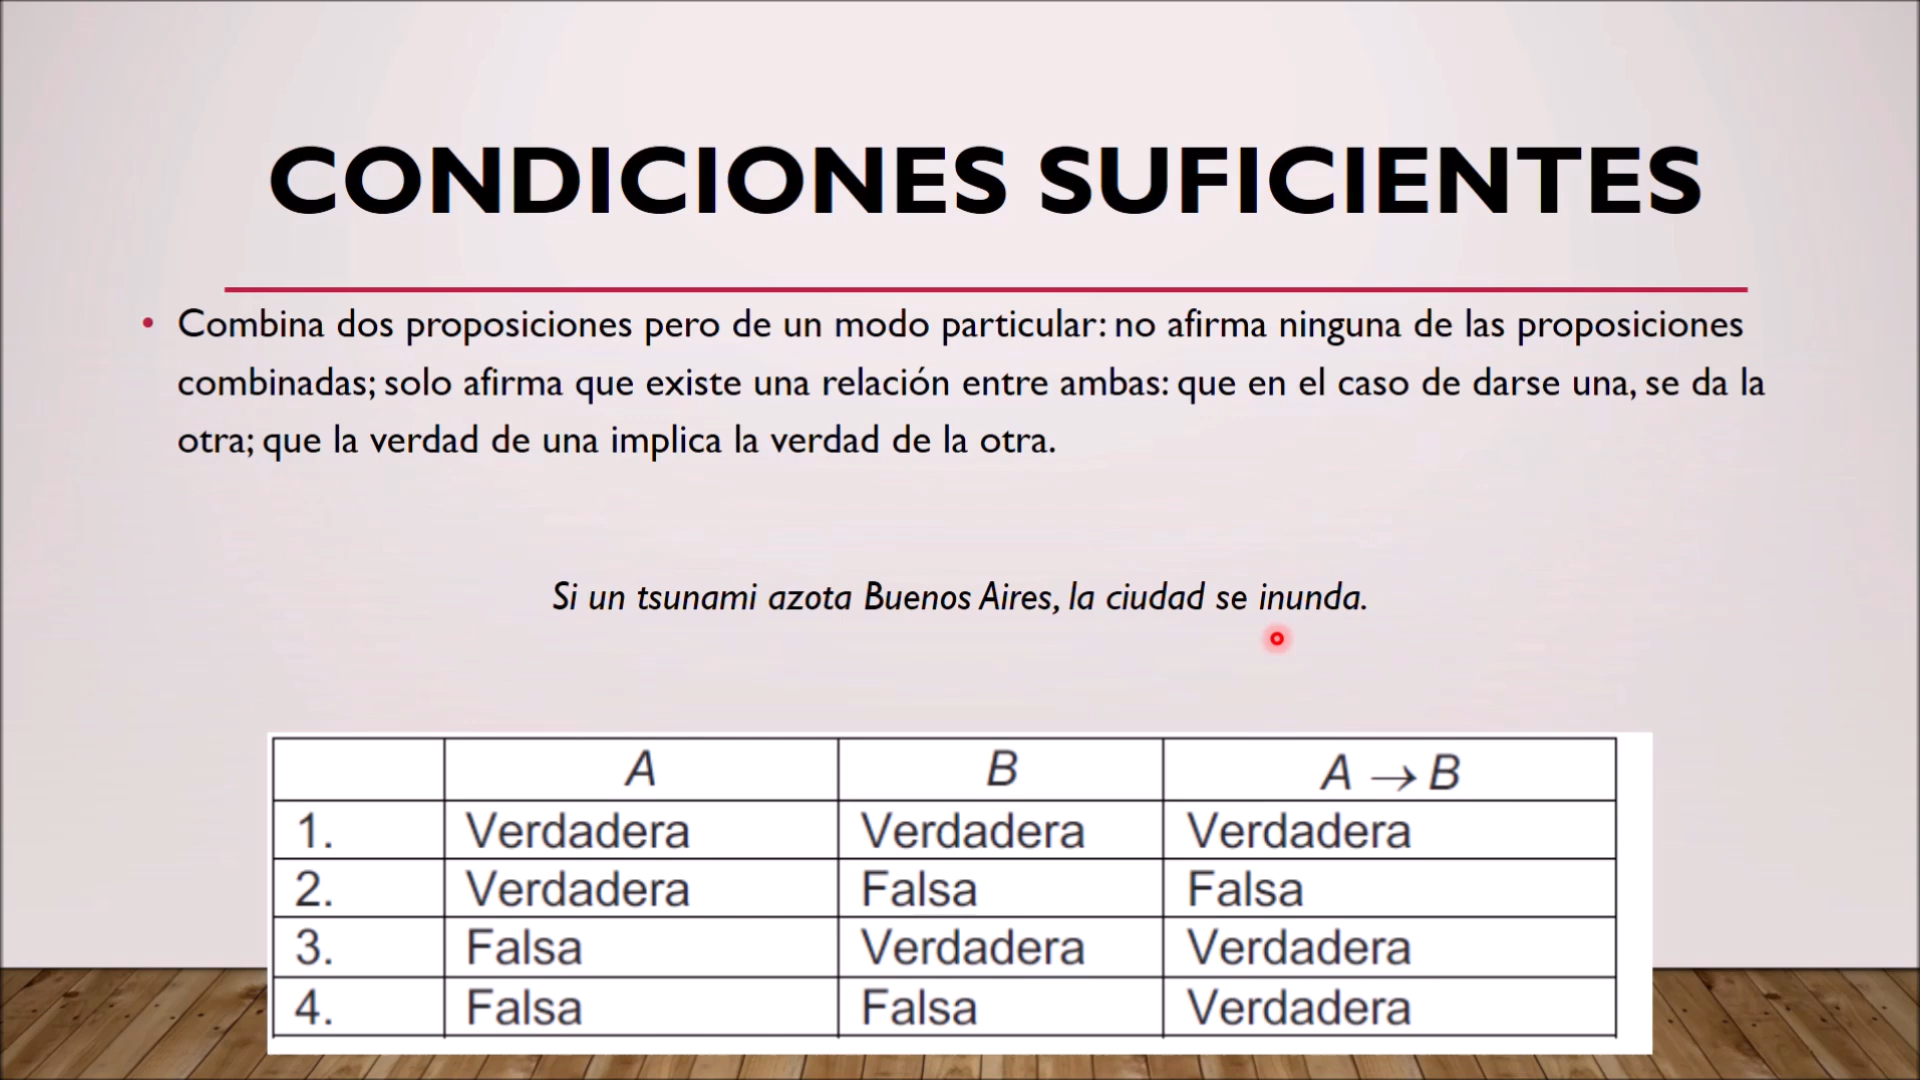 CONDICIONES SUFICIENTES
• Combina dos proposiciones pero de un modo particular: no afirma ninguna de las proposiciones
combinadas; solo afirma que existe una relación entre ambas: que en el caso de darse una, se da la
otra; que la verdad de una implica la verdad de la otra.
Si un tsunami azota Buenos Aires, la ciudad se inunda.
A B A → B
1. Verdadera Verdadera Verdadera
2. Verdadera Falsa Falsa
3. Falsa Verdadera Verdadera
4. Falsa Falsa Verdadera